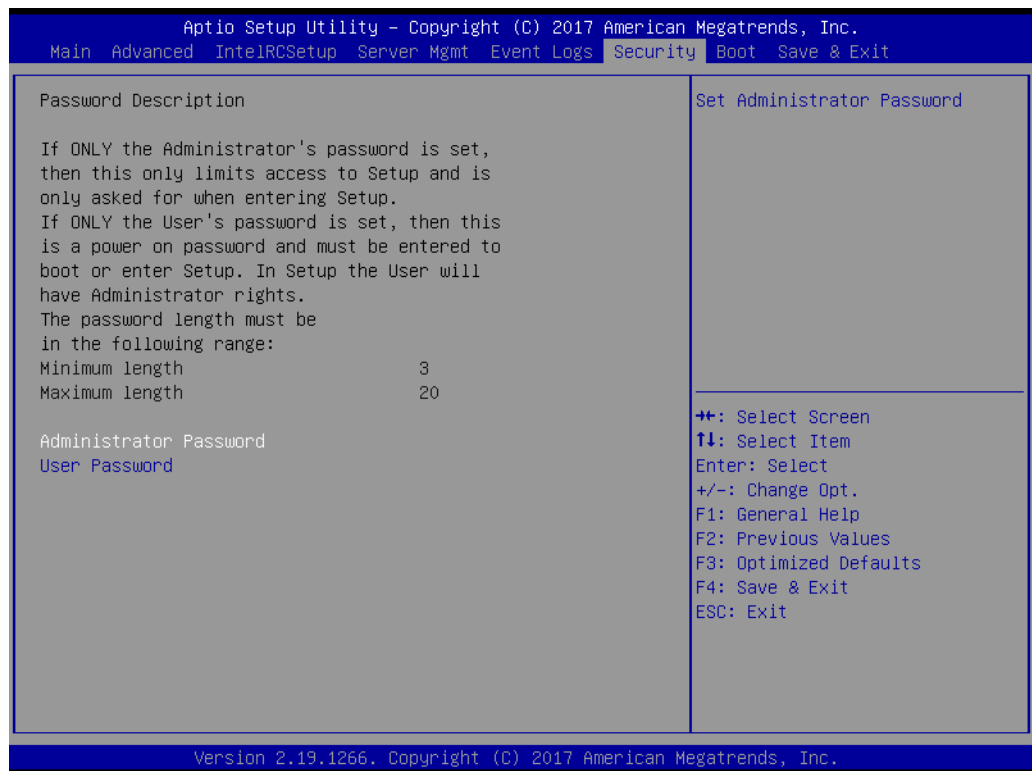 Aptio Setup Utility – Copyright (C) 2017 American Megatrends, Inc.
Main Advanced IntelRCSetup Server Mgmt Event Logs Security Boot Save & Exit
Password Description
If ONLY the Administrator's password is set,
then this only limits access to Setup and is
only asked for when entering Setup.
If ONLY the User's password is set, then this
is a power on password and must be entered to
boot or enter Setup. In Setup the User will
have Administrator rights.
The password length must be
in the following range:
Minimum length 3
Maximum length 20
Administrator Password
User Password
Set Administrator Password
→←: Select Screen
↑↓: Select Item
Enter: Select
+/-: Change Opt.
F1: General Help
F2: Previous Values
F3: Optimized Defaults
F4: Save & Exit
ESC: Exit
Version 2.19.1266. Copyright (C) 2017 American Megatrends, Inc.